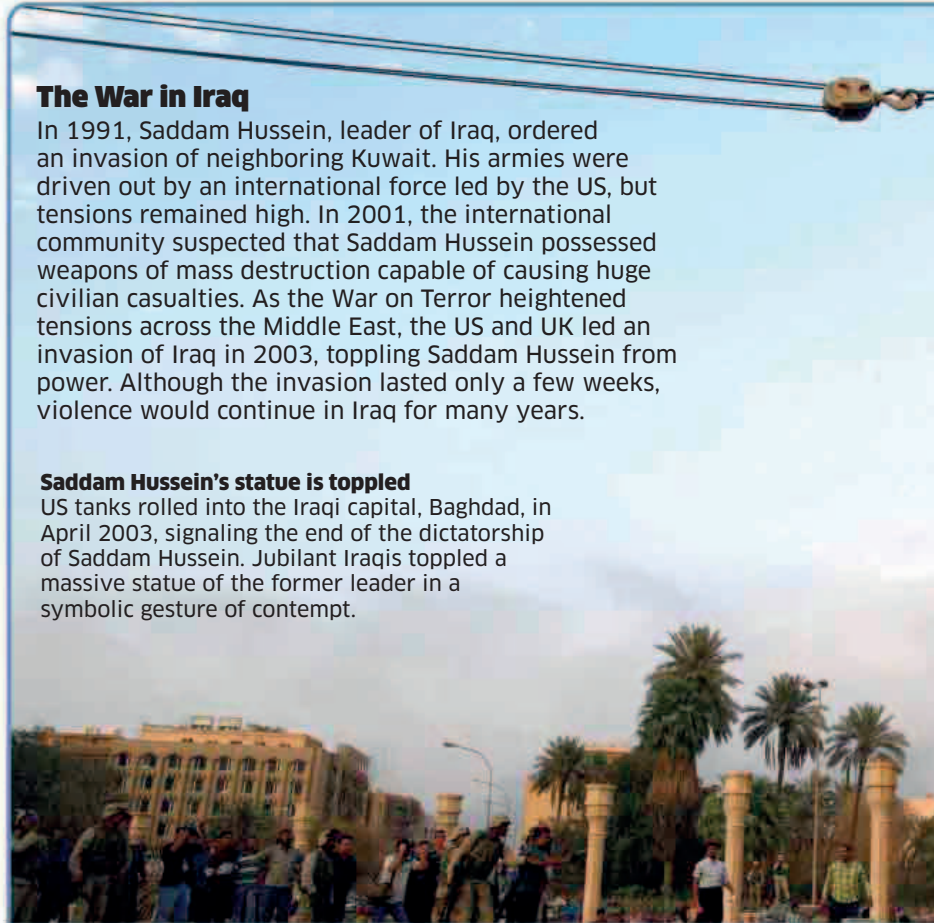 The War in Iraq
In 1991, Saddam Hussein, leader of Iraq, ordered
an invasion of neighboring Kuwait. His armies were
driven out by an international force led by the US, but
tensions remained high. In 2001, the international
community suspected that Saddam Hussein possessed
weapons of mass destruction capable of causing huge
civilian casualties. As the War on Terror heightened
tensions across the Middle East, the US and UK led an
invasion of Iraq in 2003, toppling Saddam Hussein from
power. Although the invasion lasted only a few weeks,
violence would continue in Iraq for many years.
Saddam Hussein’s statue is toppled
US tanks rolled into the Iraqi capital, Baghdad, in
April 2003, signaling the end of the dictatorship
of Saddam Hussein. Jubilant Iraqis toppled a
massive statue of the former leader in a
symbolic gesture of contempt.